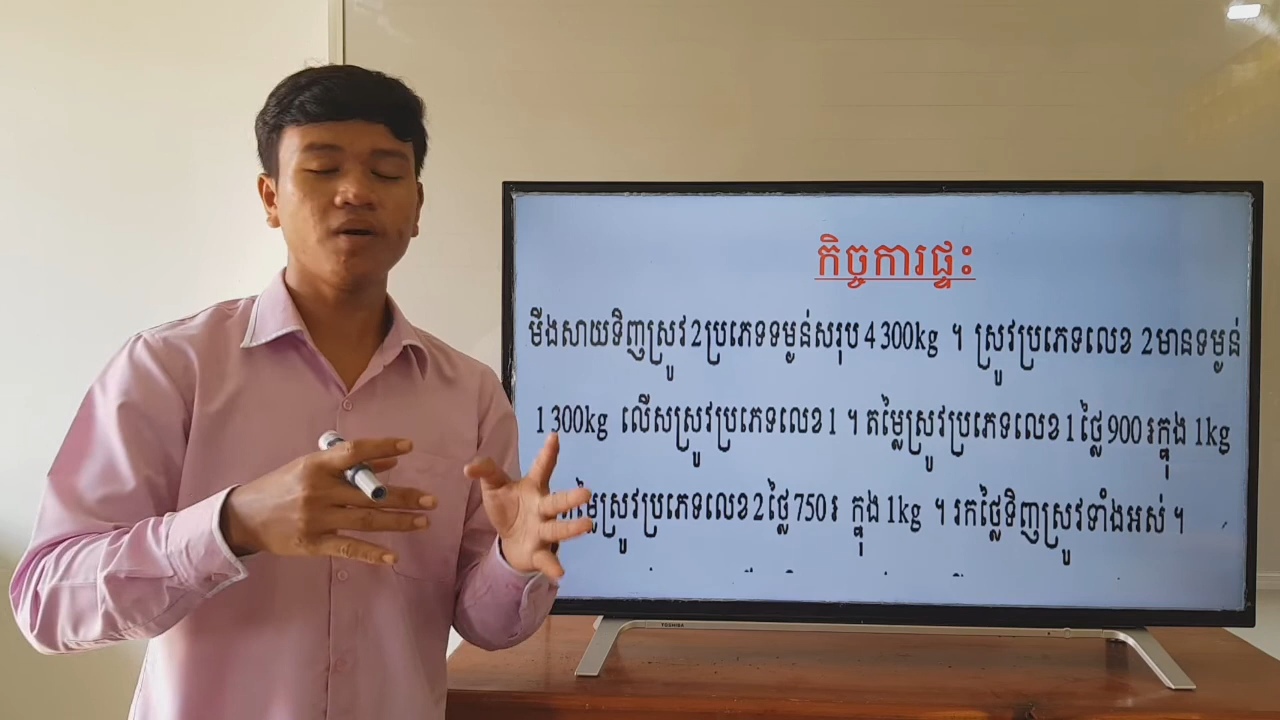 កិច្ចការផ្ទះ
មីងសាយទិញស្រូវ2ប្រភេទទម្ងន់សរុប4 300kg ។ ស្រូវប្រភេទលេខ 2មានទម្ងន់
1 300kg លើសស្រូវប្រភេទលេខ1 ។ តម្លៃស្រូវប្រភេទលេខ1ថ្លៃ900៛ក្នុង 1kg
ស្រូវប្រភេទលេខ2ថ្លៃ750៛ ក្នុង 1kg ។ រកថ្លៃទិញស្រូវទាំងអស់ ។
TOSHIBA